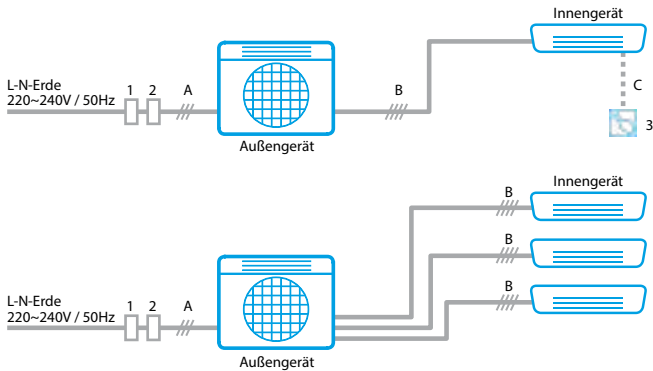 Innengerät
L-N-Erde
220~240V / 50Hz
1 2 A
B
C
3
Außengerät
Innengerät
B
B
B
L-N-Erde
220~240V / 50Hz
1 2 A
Außengerät